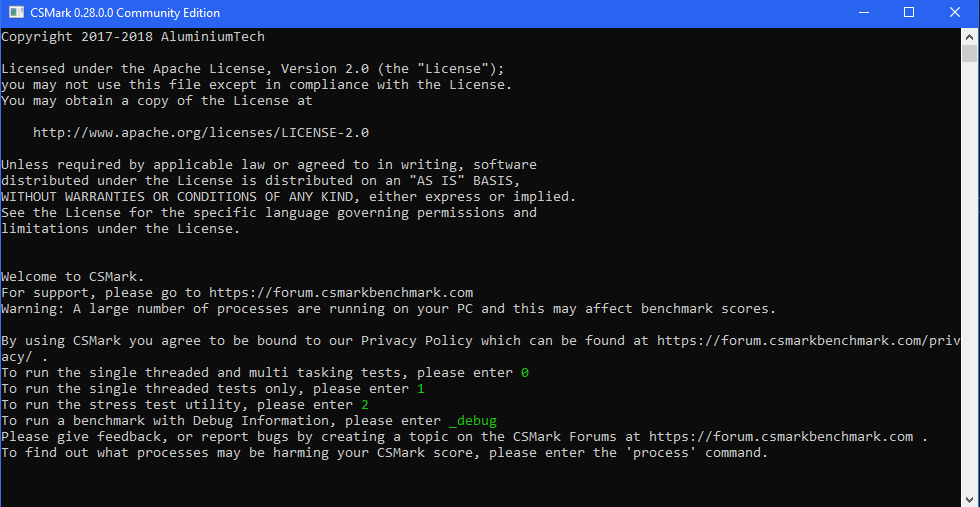 CSMark 0.28.0.0 Community Edition
Copyright 2017-2018 AluminiumTech
Licensed under the Apache License, Version 2.0 (the "License");
you may not use this file except in compliance with the License.
You may obtain a copy of the License at
http://www.apache.org/licenses/LICENSE-2.0
Unless required by applicable law or agreed to in writing, software
distributed under the License is distributed on an "AS IS" BASIS,
WITHOUT WARRANTIES OR CONDITIONS OF ANY KIND, either express or implied.
See the License for the specific language governing permissions and
limitations under the License.
Welcome to CSMark.
For support, please go to https://forum.csmarkbenchmark.com
Warning: A large number of processes are running on your PC and this may affect benchmark scores.
By using CSMark you agree to be bound to our Privacy Policy which can be found at https://forum.csmarkbenchmark.com/priv
acy/ .
To run the single threaded and multi tasking tests, please enter 0
To run the single threaded tests only, please enter 1
To run the stress test utility, please enter 2
To run a benchmark with Debug Information, please enter _debug
Please give feedback, or report bugs by creating a topic on the CSMark Forums at https://forum.csmarkbenchmark.com .
To find out what processes may be harming your CSMark score, please enter the 'process' command.